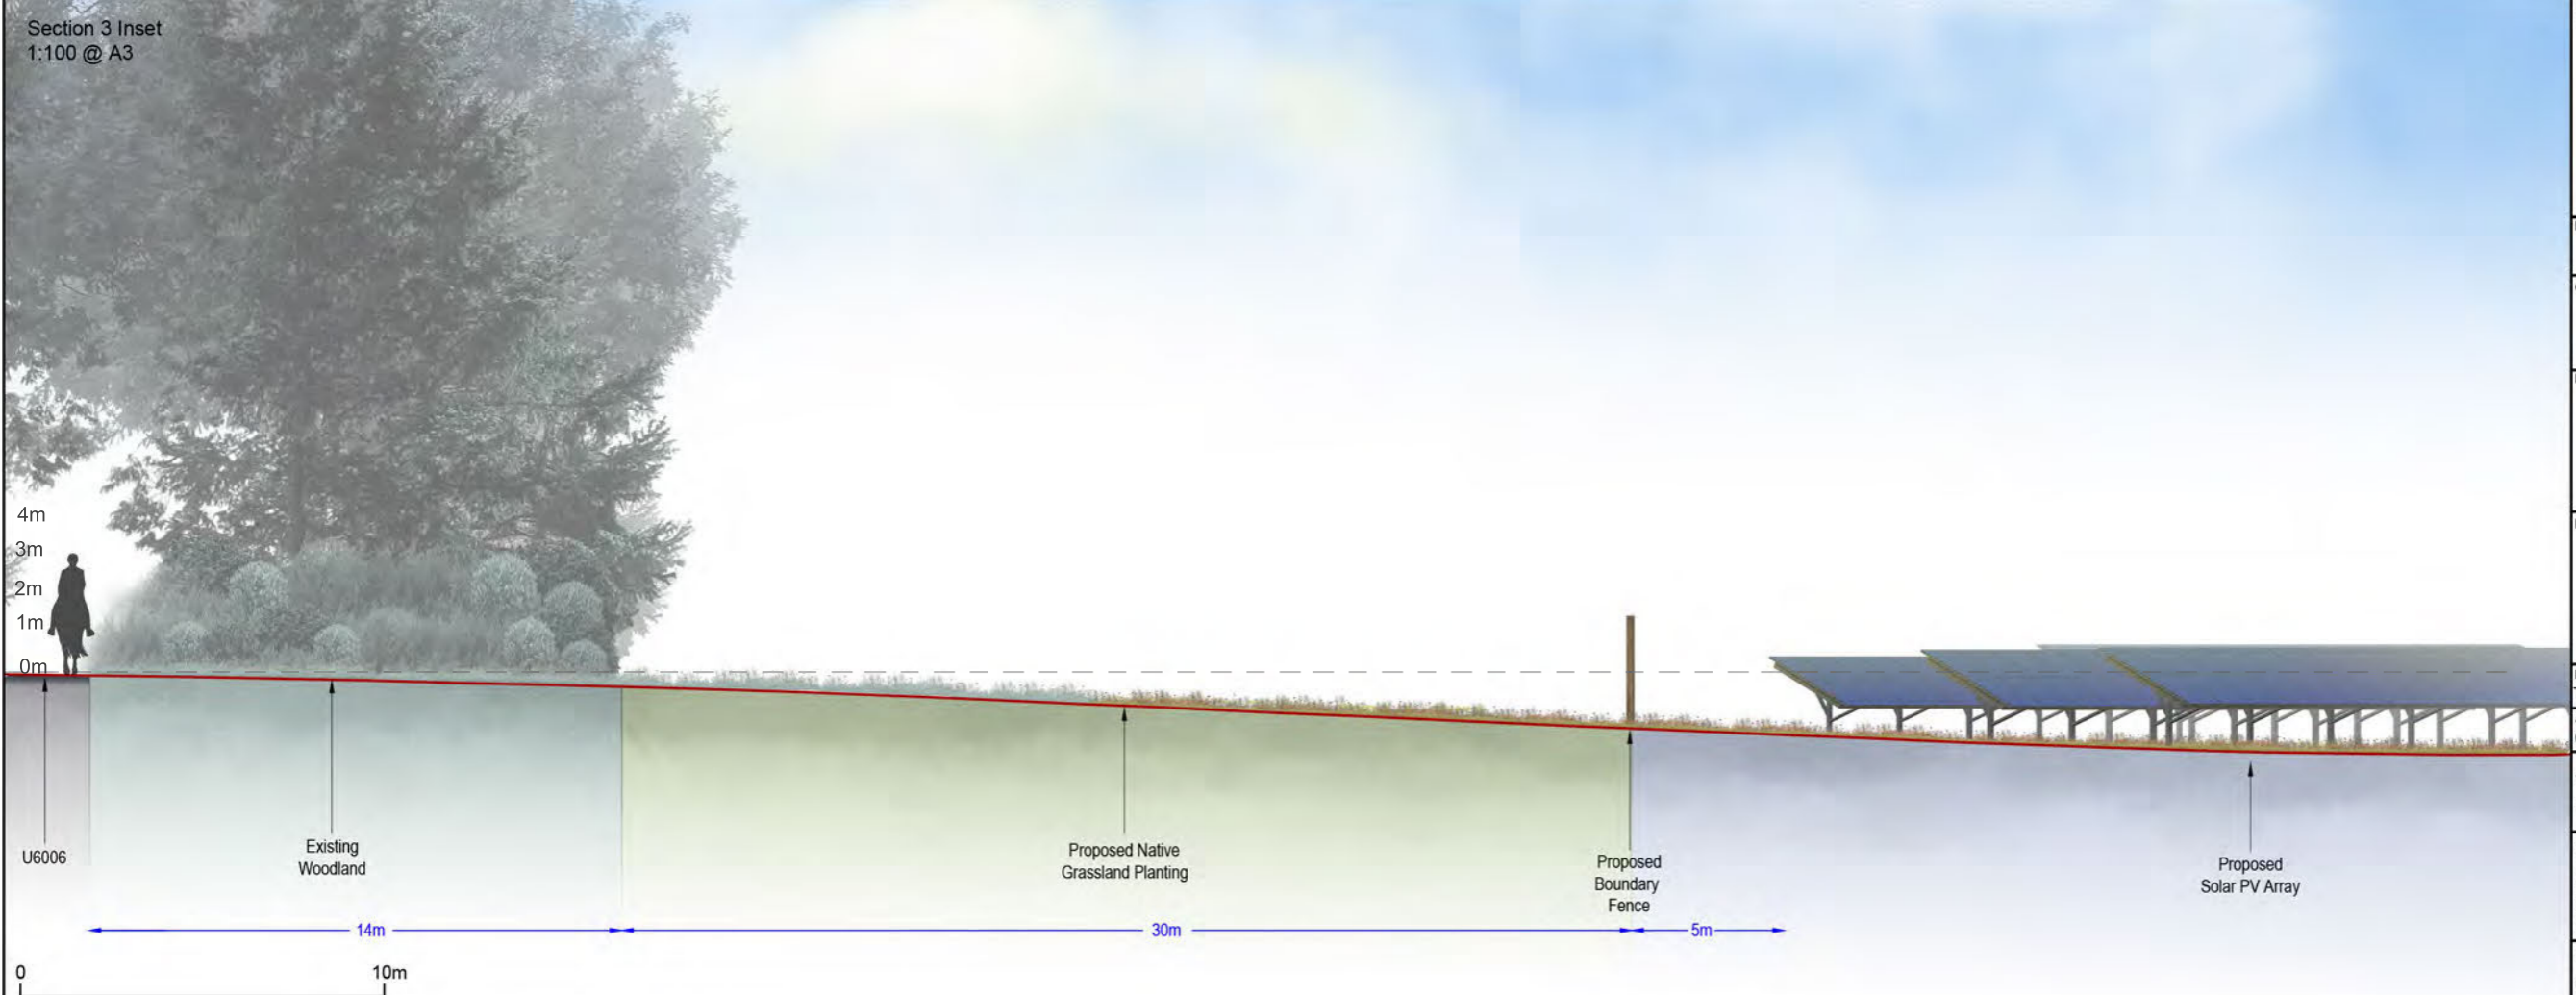 Section 3 Inset
1:100 @ A3
4m
3m
2m
1m
0m
U6006
Existing
Woodland
Proposed Native
Grassland Planting
Proposed
Boundary
Fence
Proposed
Solar PV Array
14m
30m
5m
0
10m